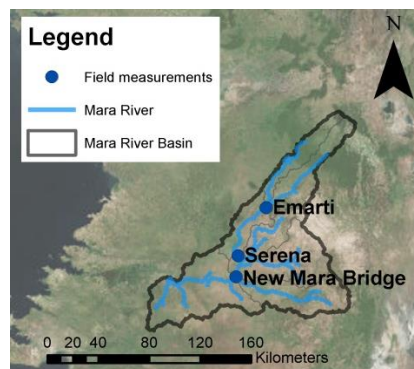 Legend
N
Field measurements
Mara River
Mara River Basin
Emarti
Serena
New Mara Bridge
0 20 40 80 120 160
Kilometers